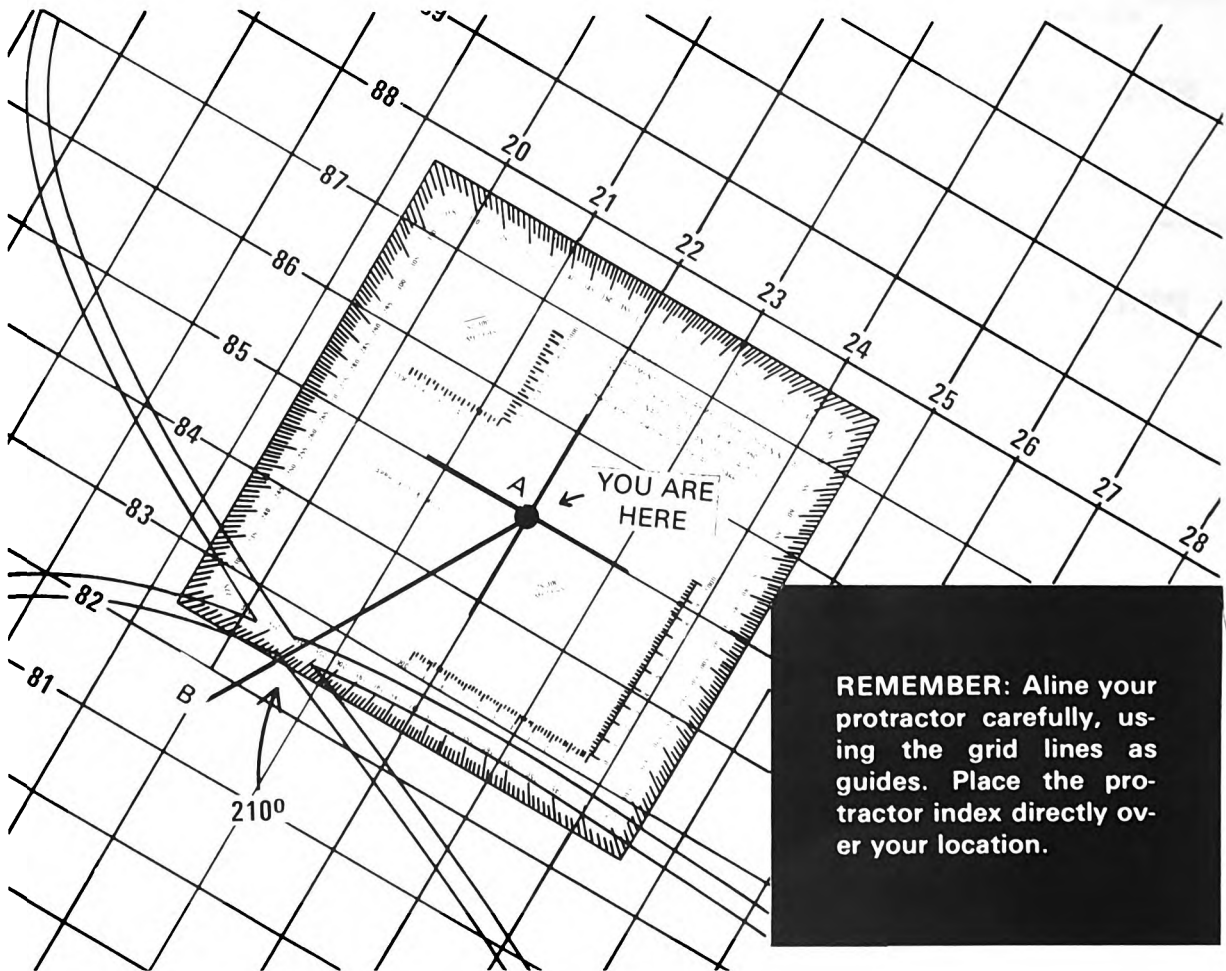 88
87
86
85
84
83
82
81
20
21
22
23
24
25
26
27
28
A
YOU ARE
HERE
B
210⁰
REMEMBER: Aline your
protractor carefully, us-
ing the grid lines as
guides. Place the pro-
tractor index directly ov-
er your location.